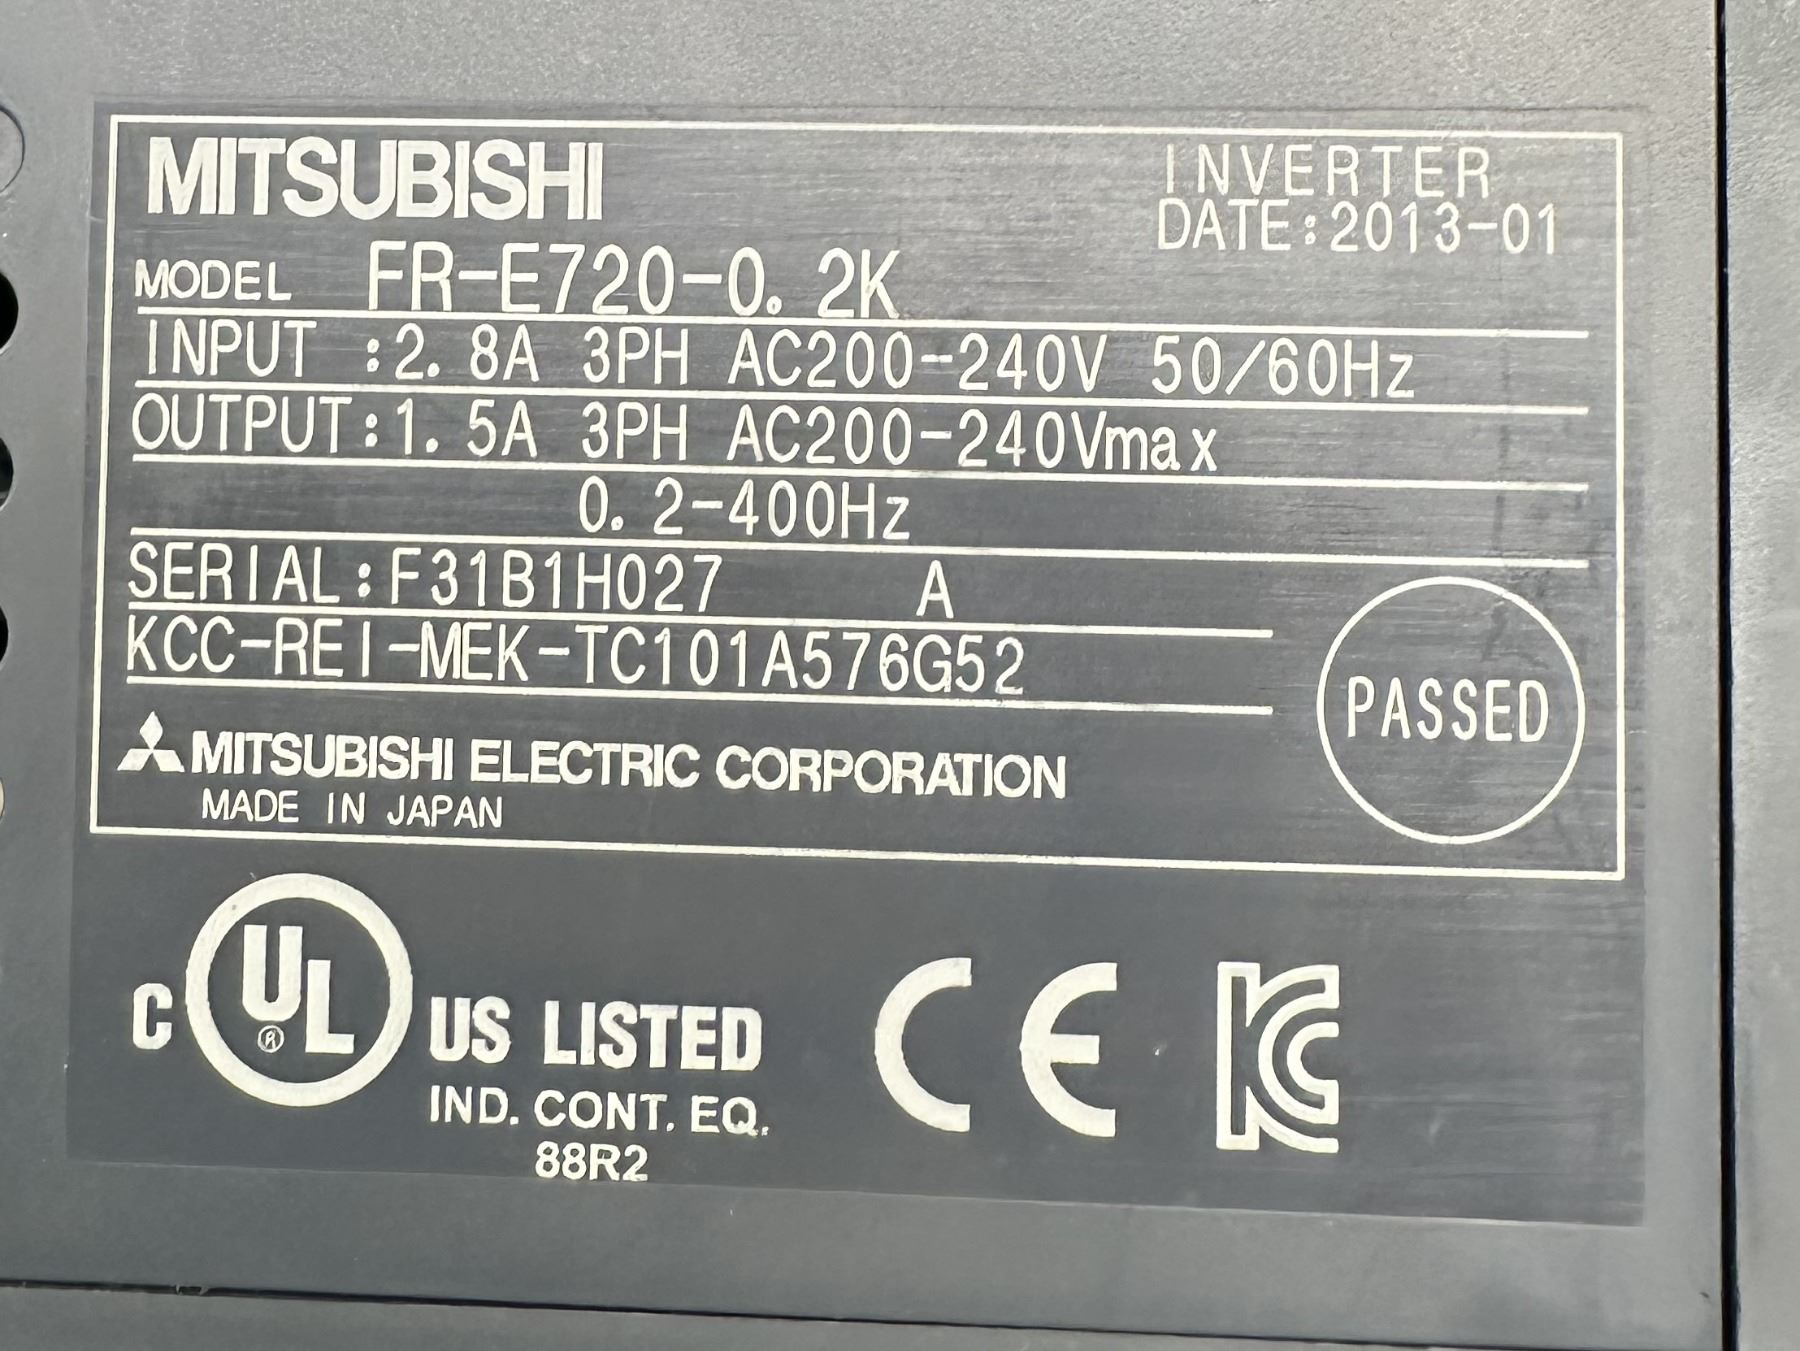 MITSUBISHI
INVERTER
DATE:2013-01
MODEL FR-E720-0.2K
INPUT :2.8A 3PH AC200-240V 50/60Hz
OUTPUT:1.5A 3PH AC200-240Vmax
0.2-400Hz
SERIAL:F31B1H027 A
KCC-REI-MEK-TC101A576G52
PASSED
MITSUBISHI ELECTRIC CORPORATION
MADE IN JAPAN
C UL ® US LISTED
IND. CONT. EQ.
88R2
CE
KC